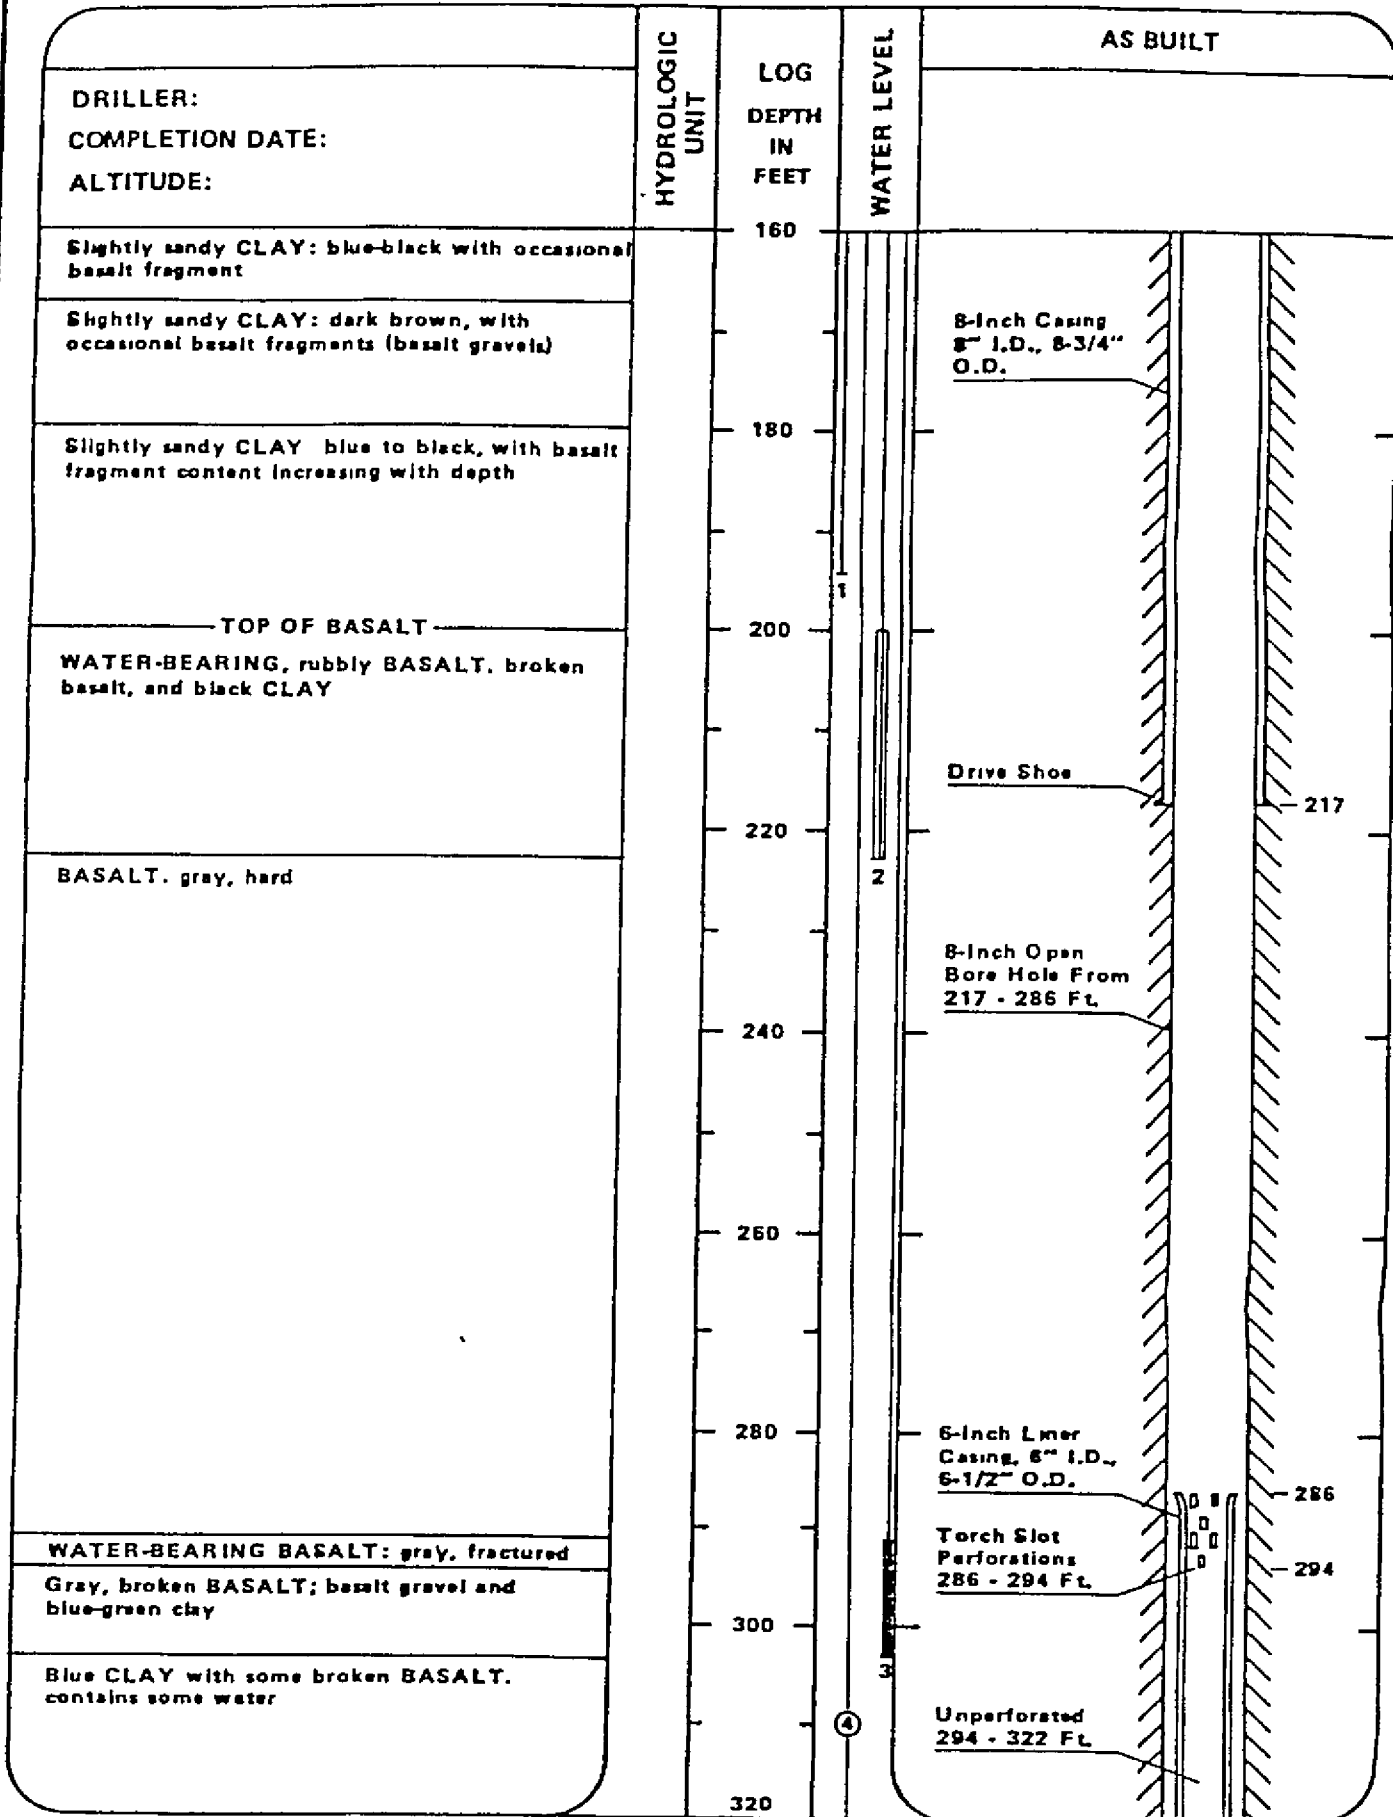 AS BUILT
HYDROLOGIC
UNIT
LOG
DEPTH
IN
FEET
WATER LEVEL
DRILLER:
COMPLETION DATE:
ALTITUDE:
Slightly sandy CLAY: blue-black with occasional
basalt fragment
Slightly sandy CLAY: dark brown, with
occasional basalt fragments (basalt gravels)
Slightly sandy CLAY blue to black, with basalt
fragment content increasing with depth
TOP OF BASALT
WATER-BEARING, rubbly BASALT. broken
basalt, and black CLAY
BASALT. gray, hard
WATER-BEARING BASALT: gray, fractured
Gray, broken BASALT; basalt gravel and
blue-green clay
Blue CLAY with some broken BASALT.
contains some water
160
180
200
220
240
260
280
300
320
1
2
3
4
8-Inch Casing
8" I.D., 8-3/4"
O.D.
Drive Shoe
217
8-Inch Open
Bore Hole From
217 - 286 Ft.
6-Inch Liner
Casing, 6" I.D.,
6-1/2" O.D.
286
Torch Slot
Perforations
286 - 294 Ft.
294
Unperforated
294 - 322 Ft.